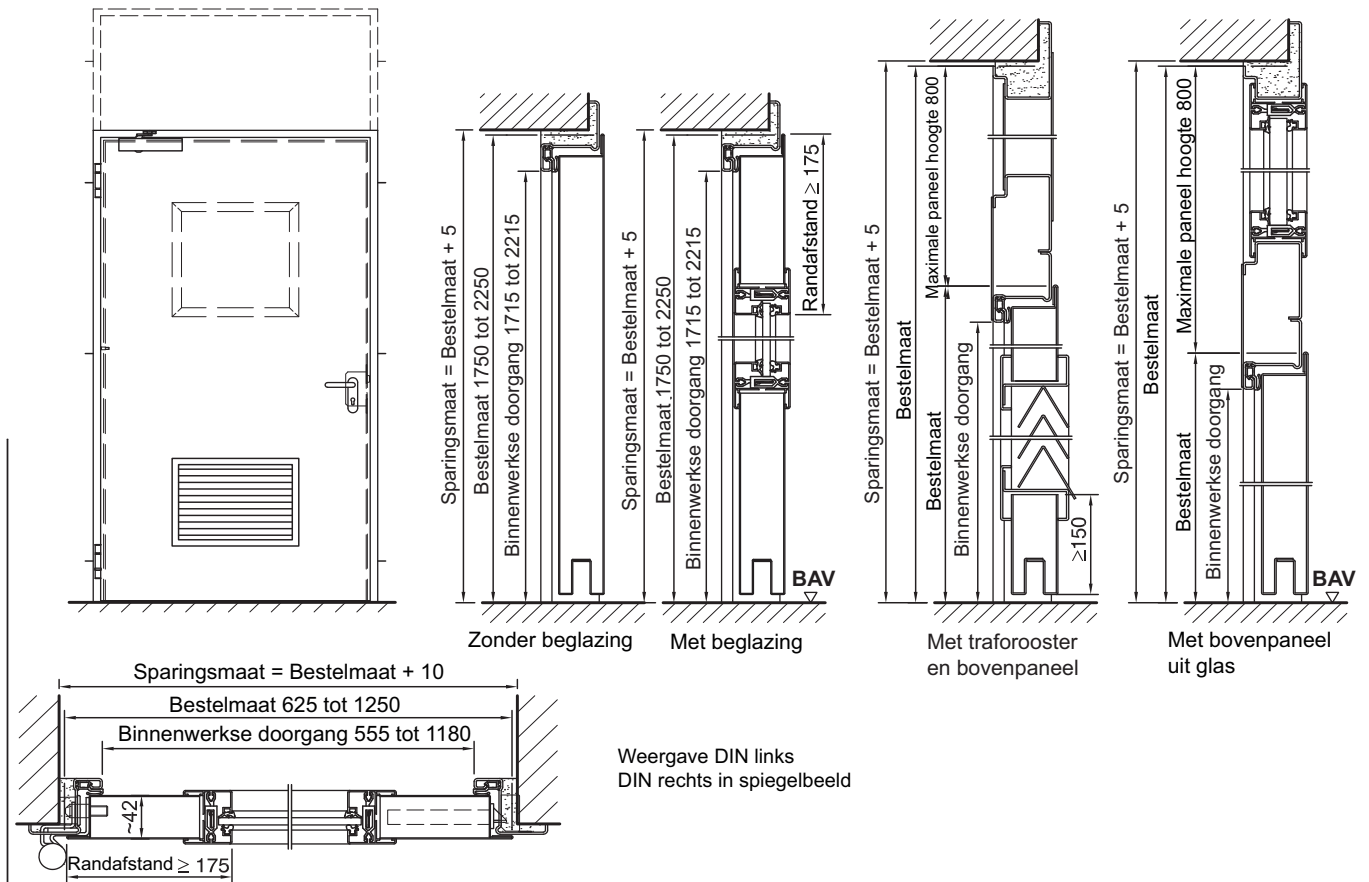 Sparingsmaat = Bestelmaat + 5
Bestelmaat 1750 tot 2250
Binnenwerkse doorgang 1715 tot 2215
Zonder beglazing
Sparingsmaat = Bestelmaat + 5
Bestelmaat 1750 tot 2250
Binnenwerkse doorgang 1715 tot 2215
Randafstand ≥ 175
BAV
Met beglazing
Sparingsmaat = Bestelmaat + 5
Bestelmaat
Maximale paneel hoogte 800
Bestelmaat
Binnenwerkse doorgang
≥150
Met traforooster
en bovenpaneel
Sparingsmaat = Bestelmaat + 5
Bestelmaat
Maximale paneel hoogte 800
Bestelmaat
Binnenwerkse doorgang
BAV
Met bovenpaneel
uit glas
Sparingsmaat = Bestelmaat + 10
Bestelmaat 625 tot 1250
Binnenwerkse doorgang 555 tot 1180
~42
Randafstand ≥ 175
Weergave DIN links
DIN rechts in spiegelbeeld